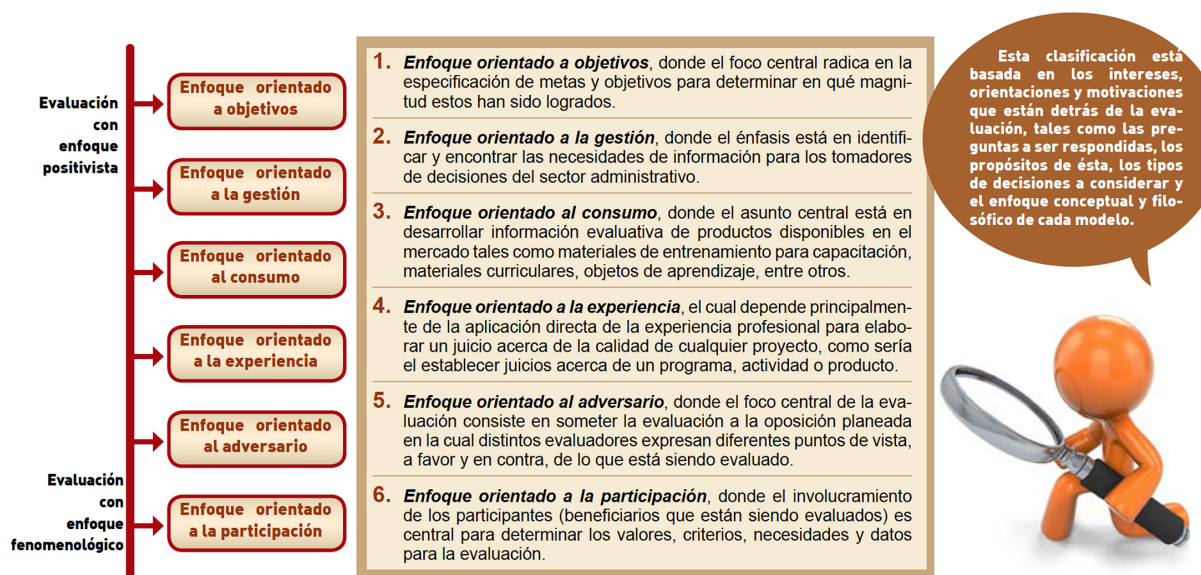 Evaluación
con
enfoque
positivista
Evaluación
con
enfoque
fenomenológico
Enfoque orientado
a objetivos
Enfoque orientado
a la gestión
Enfoque orientado
al consumo
Enfoque orientado
a la experiencia
Enfoque orientado
al adversario
Enfoque orientado
a la participación
1. Enfoque orientado a objetivos, donde el foco central radica en la
especificación de metas y objetivos para determinar en qué magni-
tud estos han sido logrados.
2. Enfoque orientado a la gestión, donde el énfasis está en identifi-
car y encontrar las necesidades de información para los tomadores
de decisiones del sector administrativo.
3. Enfoque orientado al consumo, donde el asunto central está en
desarrollar información evaluativa de productos disponibles en el
mercado tales como materiales de entrenamiento para capacitación,
materiales curriculares, objetos de aprendizaje, entre otros.
4. Enfoque orientado a la experiencia, el cual depende principalmen-
te de la aplicación directa de la experiencia profesional para elabo-
rar un juicio acerca de la calidad de cualquier proyecto, como sería
el establecer juicios acerca de un programa, actividad o producto.
5. Enfoque orientado al adversario, donde el foco central de la eva-
luación consiste en someter la evaluación a la oposición planeada
en la cual distintos evaluadores expresan diferentes puntos de vista,
a favor y en contra, de lo que está siendo evaluado.
6. Enfoque orientado a la participación, donde el involucramiento
de los participantes (beneficiarios que están siendo evaluados) es
central para determinar los valores, criterios, necesidades y datos
para la evaluación.
Esta clasificación está
basada en los intereses,
orientaciones y motivaciones
que están detrás de la eva-
luación, tales como las pre-
guntas a ser respondidas, los
propósitos de ésta, los tipos
de decisiones a considerar y
el enfoque conceptual y filo-
sófico de cada modelo.